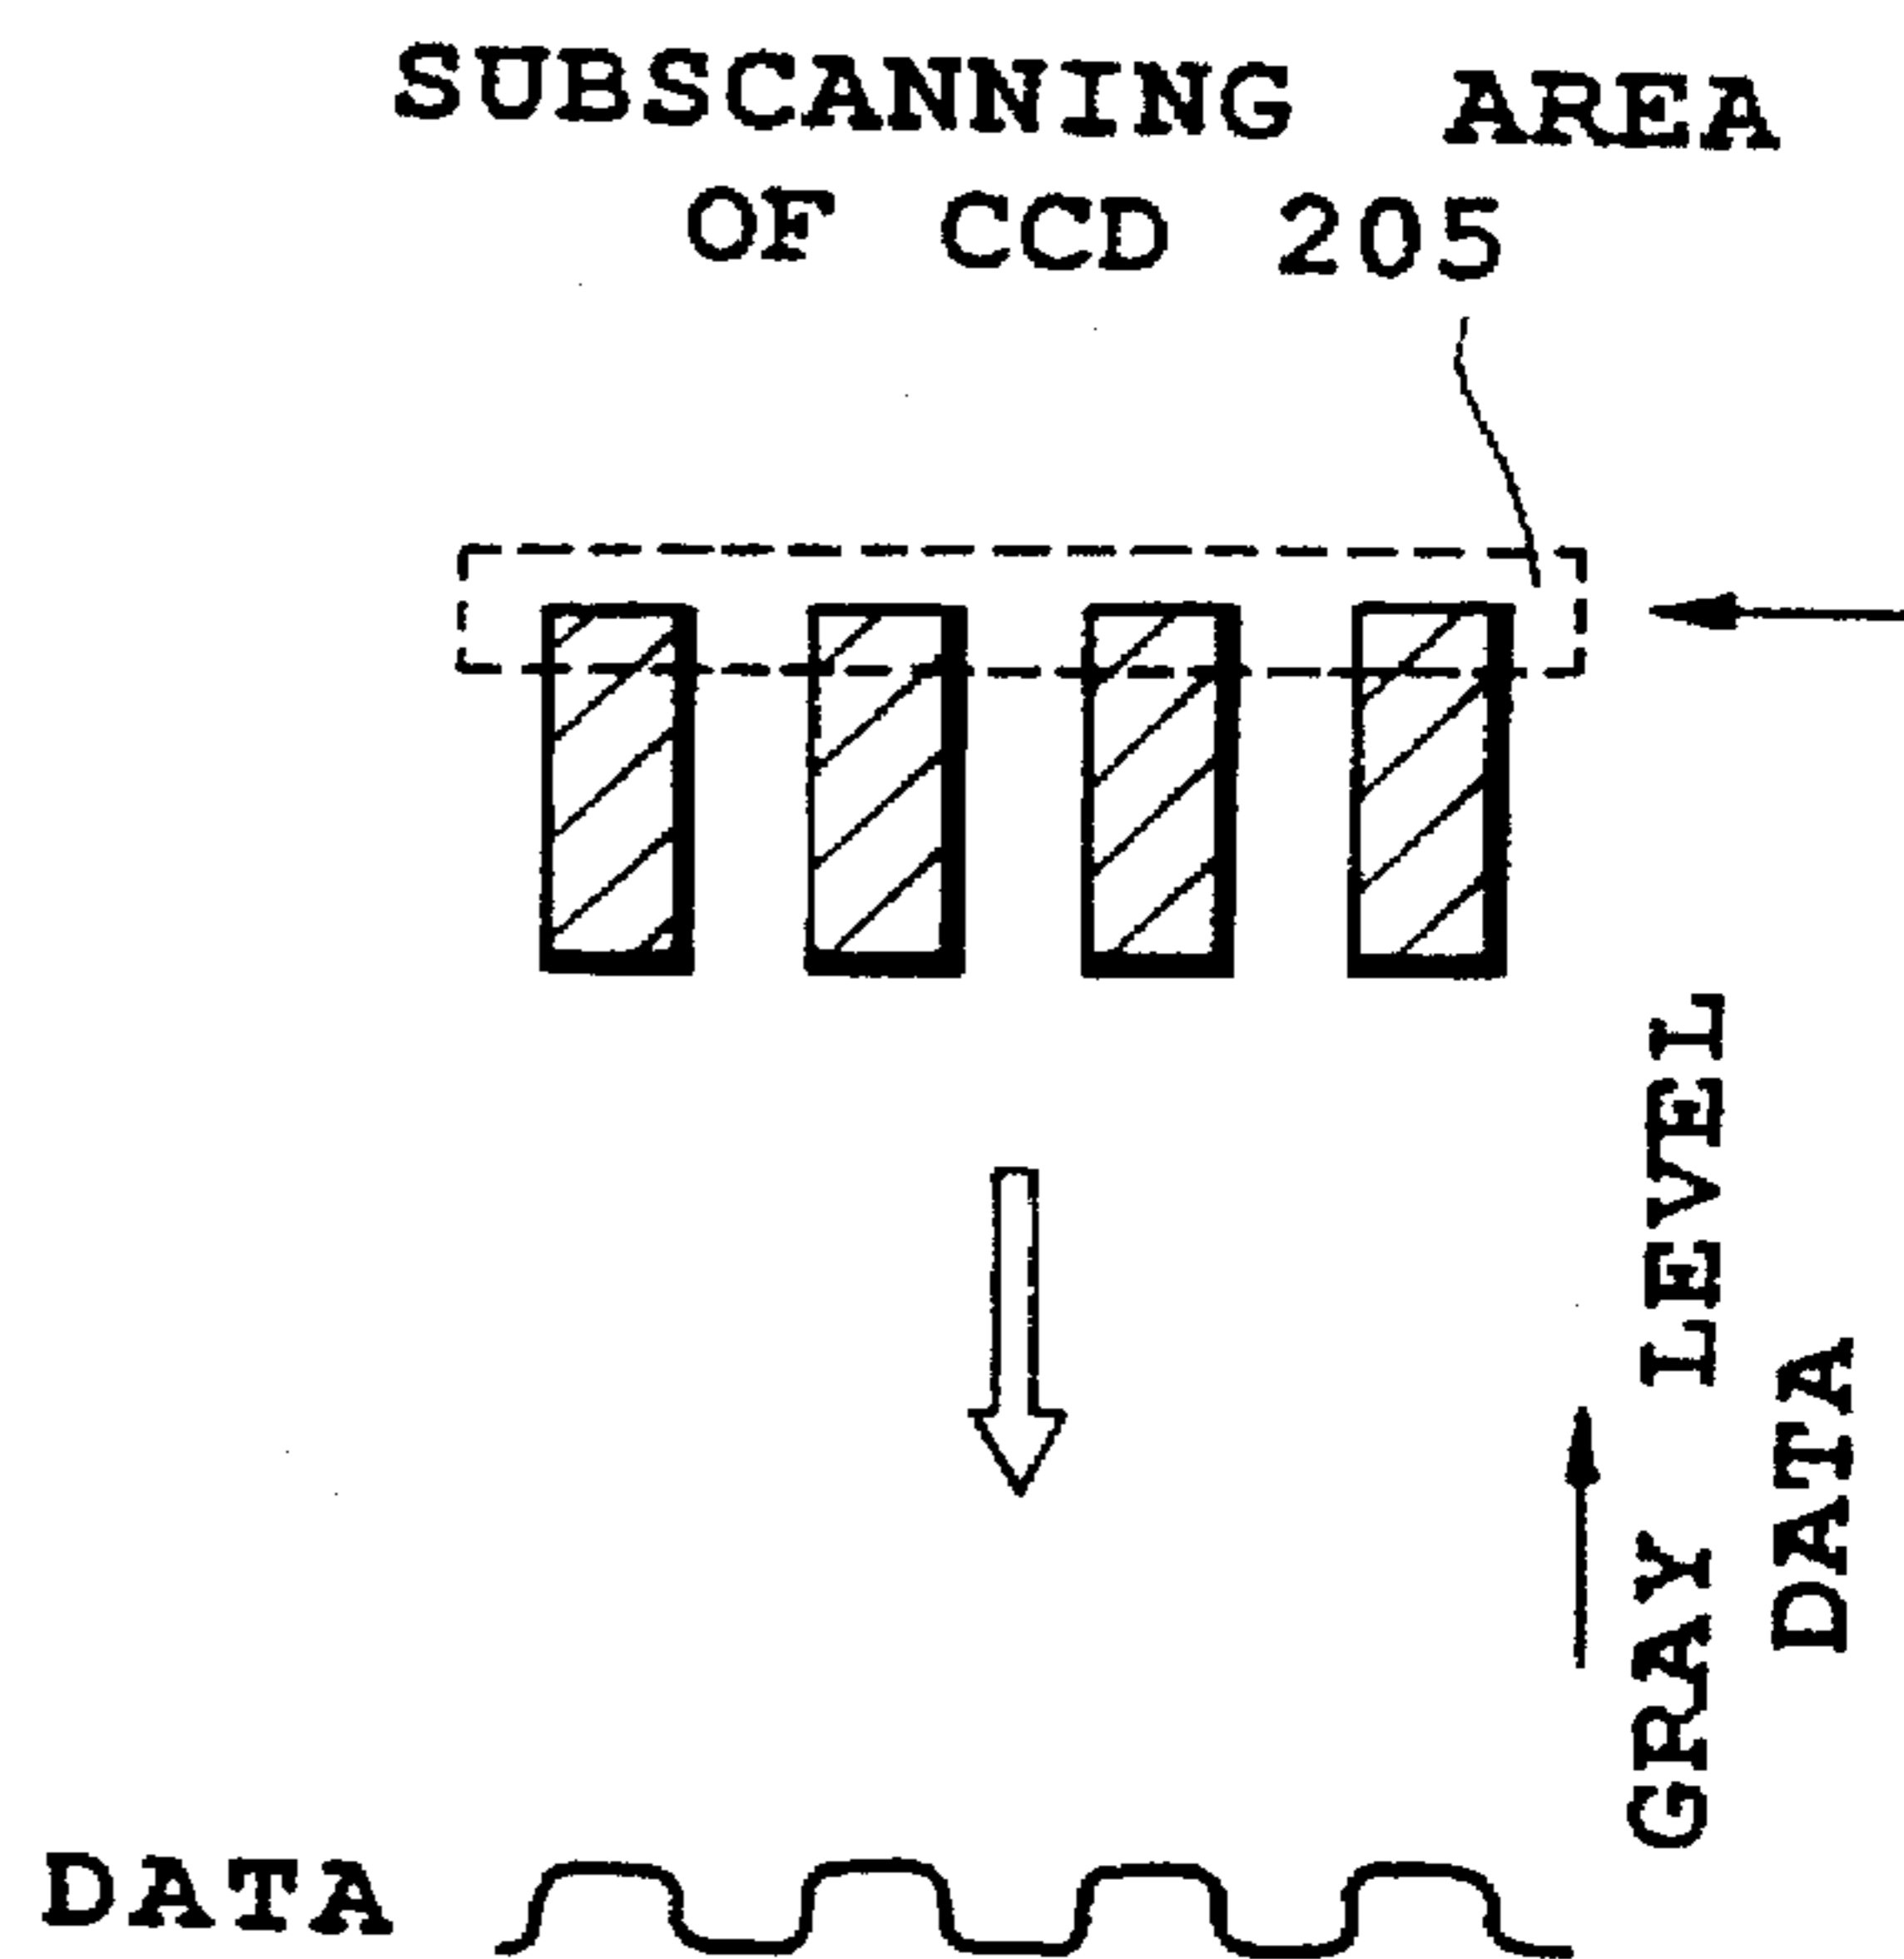 SUBSCANNING AREA
OF CCD 205
GRAY LEVEL
DATA
DATA